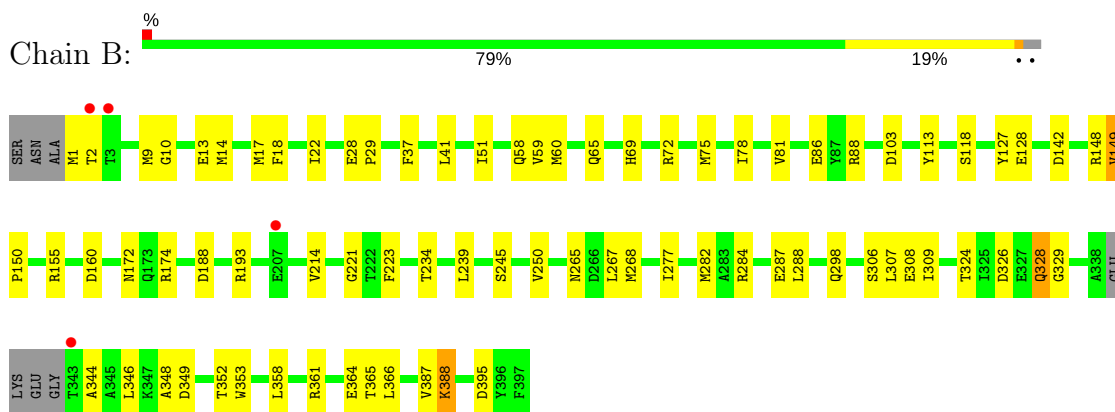 %
Chain B:
79% 19% • •
SER ASN ALA M1 T2 T3 M9 G10 E13 M14 M17 F18 I22 E28 P29 F37 L41 I51 Q58 V59 M60 Q65 H69 R72 M75 I78 V81 E86 Y87 R88 D103 Y113 S118 Y127 E128 D142 R148 V149
P150 R155 D160 N172 Q173 R174 D188 R193 E207 V214 G221 T222 F223 T234 L239 S245 V250 N265 D266 L267 M268 I277 M282 A283 R284 E287 L288 Q298 S306 L307 E308 I309 T324 I325 D326 E327 Q328 G329 A338 GLU
LYS GLU GLY T343 A344 A345 L346 K347 A348 D349 T352 W353 L358 R361 E364 T365 L366 V387 K388 D395 Y396 F397